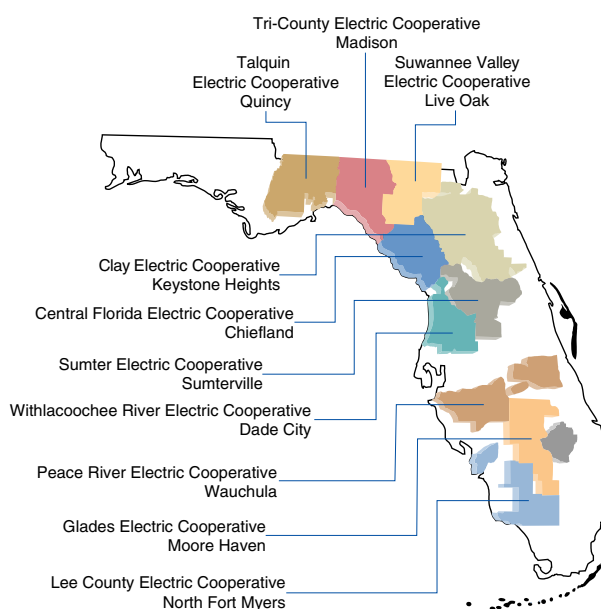 Tri-County Electric Cooperative
Madison
Talquin
Electric Cooperative
Quincy
Suwannee Valley
Electric Cooperative
Live Oak
Clay Electric Cooperative
Keystone Heights
Central Florida Electric Cooperative
Chiefland
Sumter Electric Cooperative
Sumterville
Withlacoochee River Electric Cooperative
Dade City
Peace River Electric Cooperative
Wauchula
Glades Electric Cooperative
Moore Haven
Lee County Electric Cooperative
North Fort Myers